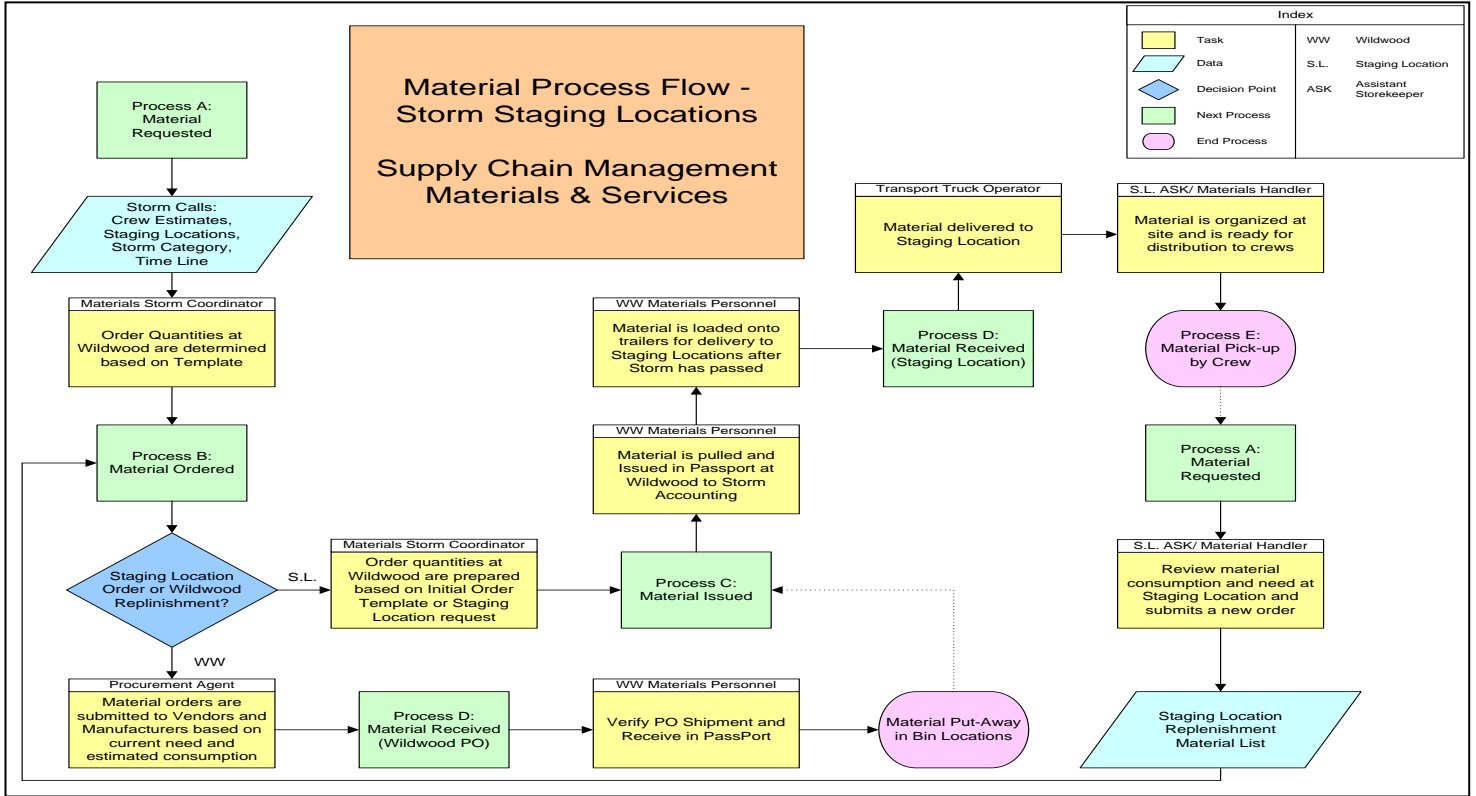 Material Process Flow -
Storm Staging Locations
Supply Chain Management
Materials & Services
Index
Task
Data
Decision Point
Next Process
End Process
WW Wildwood
S.L. Staging Location
ASK Assistant
Storekeeper
Process A:
Material
Requested
Storm Calls:
Crew Estimates,
Staging Locations,
Storm Category,
Time Line
Materials Storm Coordinator
Order Quantities at
Wildwood are determined
based on Template
Process B:
Material Ordered
Staging Location
Order or Wildwood
Replinishment?
S.L.
WW
Materials Storm Coordinator
Order quantities at
Wildwood are prepared
based on Initial Order
Template or Staging
Location request
Process C:
Material Issued
WW Materials Personnel
Material is pulled and
Issued in Passport at
Wildwood to Storm
Accounting
WW Materials Personnel
Material is loaded onto
trailers for delivery to
Staging Locations after
Storm has passed
Process D:
Material Received
(Staging Location)
Transport Truck Operator
Material delivered to
Staging Location
S.L. ASK/ Materials Handler
Material is organized at
site and is ready for
distribution to crews
Process E:
Material Pick-up
by Crew
Process A:
Material
Requested
S.L. ASK/ Material Handler
Review material
consumption and need at
Staging Location and
submits a new order
Staging Location
Replenishment
Material List
Procurement Agent
Material orders are
submitted to Vendors and
Manufacturers based on
current need and
estimated consumption
Process D:
Material Received
(Wildwood PO)
WW Materials Personnel
Verify PO Shipment and
Receive in PassPort
Material Put-Away
in Bin Locations